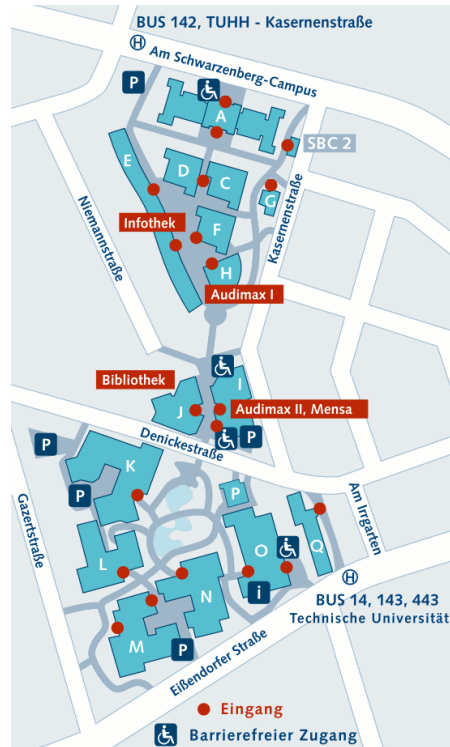 BUS 142, TUHH - Kasernenstraße
H
Am Schwarzenberg-Campus
P
A
SBC 2
E
D
C
G
Niemannstraße
Infothek
F
Kasernenstraße
H
Audimax I
Bibliothek
I
J
Audimax II, Mensa
Denickestraße
P
P
K
P
P
Gazertstraße
Am Irrgarten
L
O
Q
N
i
H
M
P
BUS 14, 143, 443
Technische Universität
Eißendorfer Straße
Eingang
Barrierefreier Zugang